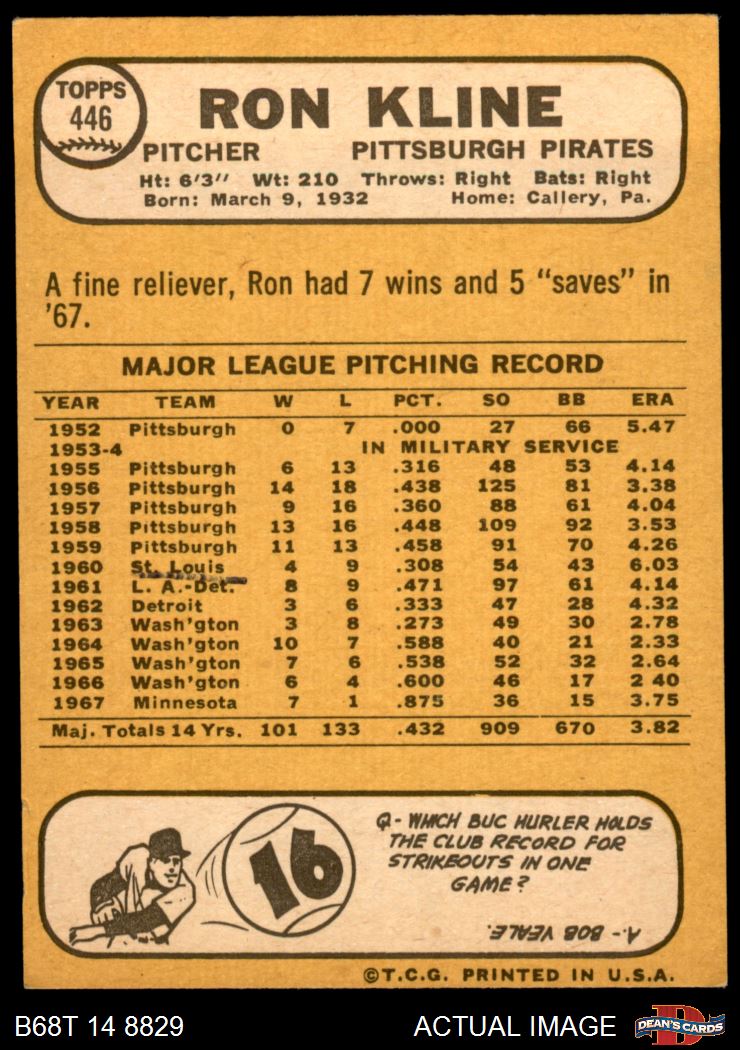 TOPPS
446
RON KLINE
PITCHER PITTSBURGH PIRATES
Ht: 6'3" Wt: 210 Throws: Right Bats: Right
Born: March 9, 1932 Home: Callery, Pa.
A fine reliever, Ron had 7 wins and 5 "saves" in
'67.
MAJOR LEAGUE PITCHING RECORD
YEAR TEAM W L PCT. SO BB ERA
1952 Pittsburgh 0 7 .000 27 66 5.47
1953-4 IN MILITARY SERVICE
1955 Pittsburgh 6 13 .316 48 53 4.14
1956 Pittsburgh 14 18 .438 125 81 3.38
1957 Pittsburgh 9 16 .360 88 61 4.04
1958 Pittsburgh 13 16 .448 109 92 3.53
1959 Pittsburgh 11 13 .458 91 70 4.26
1960 St. Louis 4 9 .308 54 43 6.03
1961 L. A.-Det. 8 9 .471 97 61 4.14
1962 Detroit 3 6 .333 47 28 4.32
1963 Wash'gton 3 8 .273 49 30 2.78
1964 Wash'gton 10 7 .588 40 21 2.33
1965 Wash'gton 7 6 .538 52 32 2.64
1966 Wash'gton 6 4 .600 46 17 2 40
1967 Minnesota 7 1 .875 36 15 3.75
Maj. Totals 14 Yrs. 101 133 .432 909 670 3.82
16
Q- WHICH BUC HURLER HOLDS
THE CLUB RECORD FOR
STRIKEOUTS IN ONE
GAME?
A.- BOB VEALE.
©T.C.G. PRINTED IN U.S.A.
B68T 14 8829 ACTUAL IMAGE
D
DEAN'S CARDS